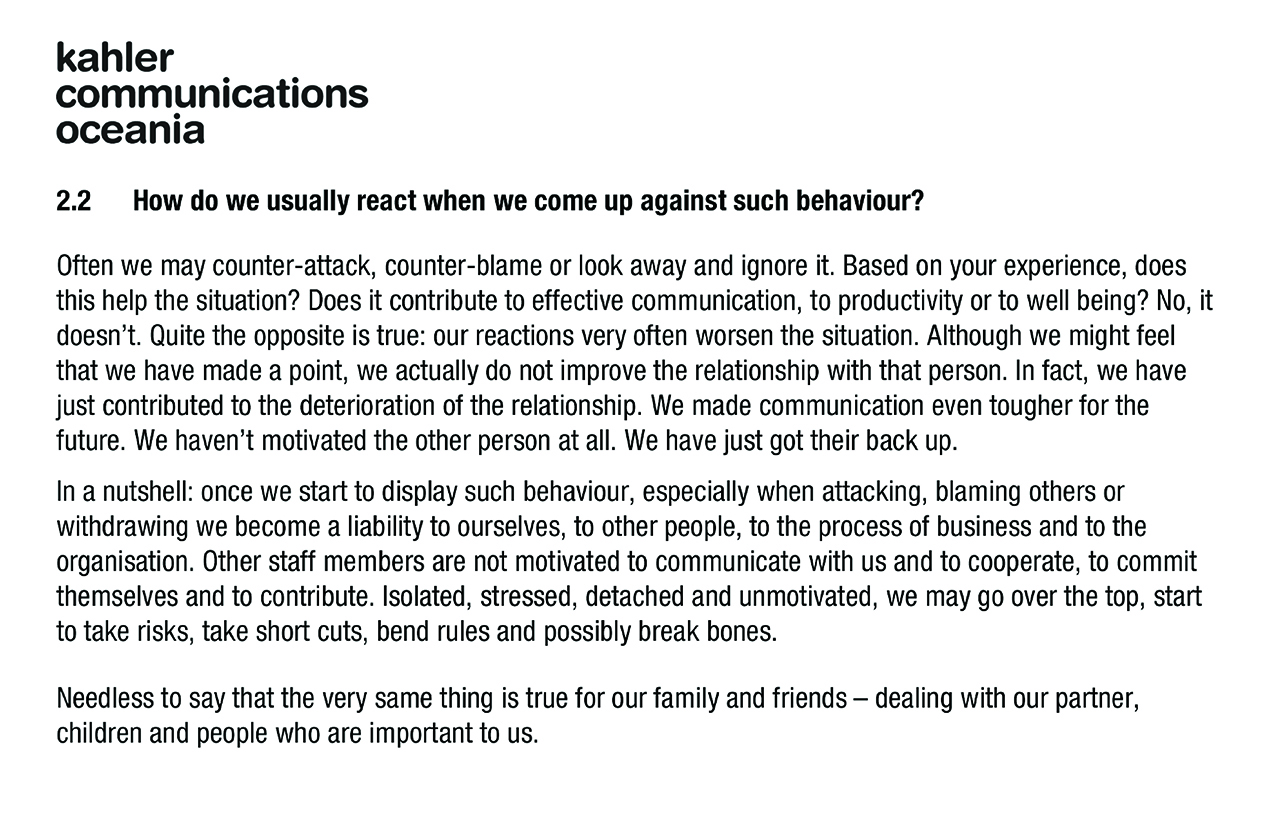 kahler
communications
oceania
2.2 How do we usually react when we come up against such behaviour?
Often we may counter-attack, counter-blame or look away and ignore it. Based on your experience, does
this help the situation? Does it contribute to effective communication, to productivity or to well being? No, it
doesn’t. Quite the opposite is true: our reactions very often worsen the situation. Although we might feel
that we have made a point, we actually do not improve the relationship with that person. In fact, we have
just contributed to the deterioration of the relationship. We made communication even tougher for the
future. We haven’t motivated the other person at all. We have just got their back up.
In a nutshell: once we start to display such behaviour, especially when attacking, blaming others or
withdrawing we become a liability to ourselves, to other people, to the process of business and to the
organisation. Other staff members are not motivated to communicate with us and to cooperate, to commit
themselves and to contribute. Isolated, stressed, detached and unmotivated, we may go over the top, start
to take risks, take short cuts, bend rules and possibly break bones.
Needless to say that the very same thing is true for our family and friends – dealing with our partner,
children and people who are important to us.